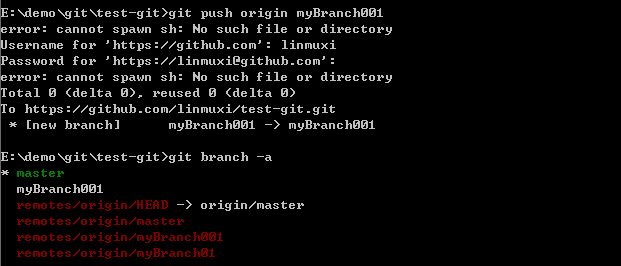 E:\demo\git\test-git>git push origin myBranch001
error: cannot spawn sh: No such file or directory
Username for 'https://github.com': linmuxi
Password for 'https://linmuxi@github.com':
error: cannot spawn sh: No such file or directory
Total 0 (delta 0), reused 0 (delta 0)
To https://github.com/linmuxi/test-git.git
 * [new branch]      myBranch001 -> myBranch001
E:\demo\git\test-git>git branch -a
* master
  myBranch001
  remotes/origin/HEAD -> origin/master
  remotes/origin/master
  remotes/origin/myBranch001
  remotes/origin/myBranch01